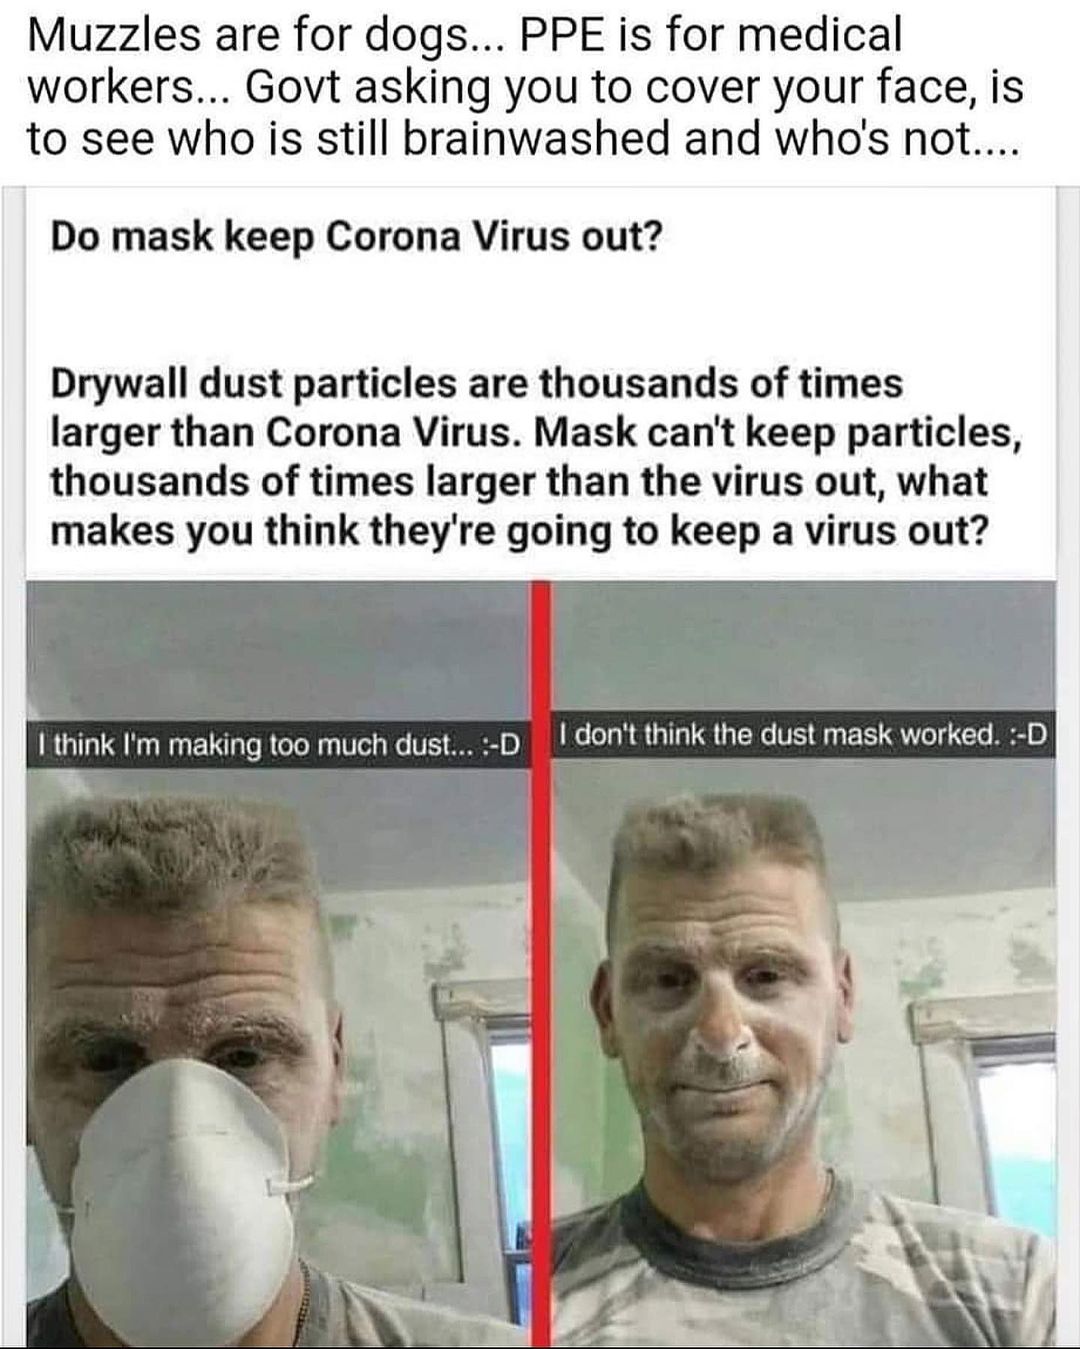 Muzzles are for dogs... PPE is for medical
workers... Govt asking you to cover your face, is
to see who is still brainwashed and who's not....
Do mask keep Corona Virus out?
Drywall dust particles are thousands of times
larger than Corona Virus. Mask can't keep particles,
thousands of times larger than the virus out, what
makes you think they're going to keep a virus out?
I think I'm making too much dust... :-D
I don't think the dust mask worked. :-D